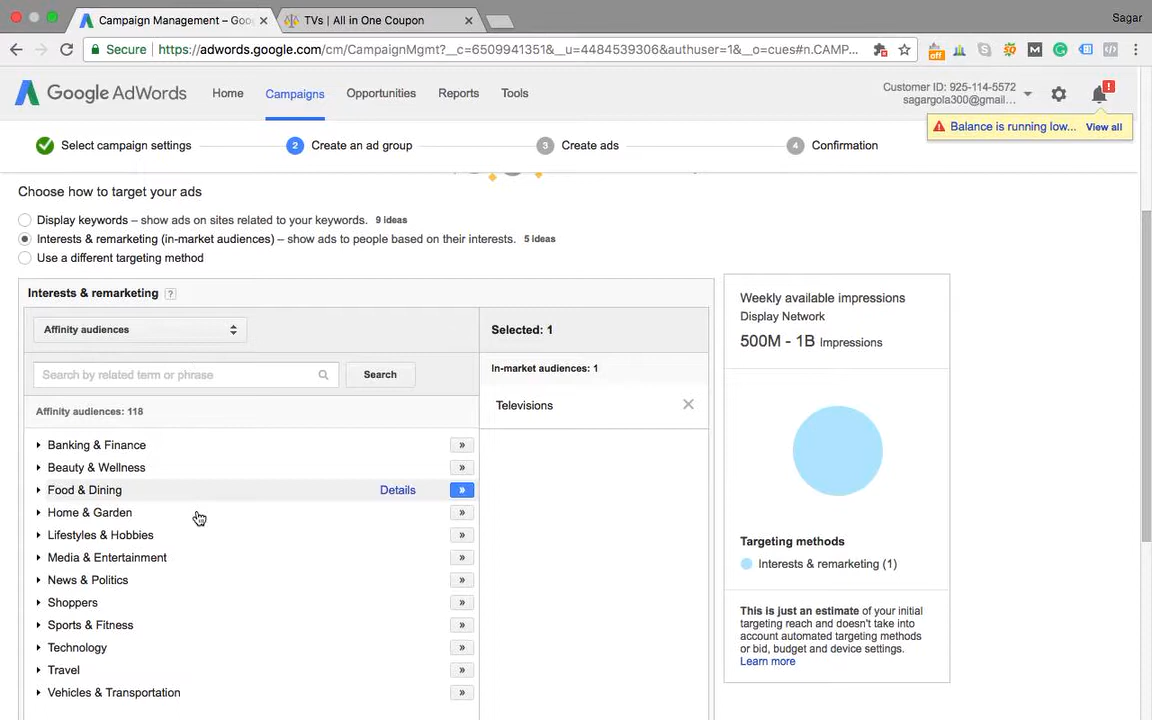 Campaign Management – Goog
TVs | All in One Coupon
Sagar
Secure
https://adwords.google.com/cm/CampaignMgmt?__c=6509941351&__u=4484539306&authuser=1&__o=cues#n.CAMP...
Google AdWords
Home
Campaigns
Opportunities
Reports
Tools
Customer ID: 925-114-5572
sagargola300@gmail...
!
Balance is running low...
View all
Select campaign settings
2
Create an ad group
3
Create ads
4
Confirmation
Choose how to target your ads
Display keywords – show ads on sites related to your keywords. 9 ideas
Interests & remarketing (in-market audiences) – show ads to people based on their interests. 5 ideas
Use a different targeting method
Interests & remarketing ?
Affinity audiences
Search by related term or phrase
Search
Affinity audiences: 118
Banking & Finance »
Beauty & Wellness »
Food & Dining Details »
Home & Garden »
Lifestyles & Hobbies »
Media & Entertainment »
News & Politics »
Shoppers »
Sports & Fitness »
Technology »
Travel »
Vehicles & Transportation »
Selected: 1
In-market audiences: 1
Televisions
Weekly available impressions
Display Network
500M - 1B Impressions
Targeting methods
Interests & remarketing (1)
This is just an estimate of your initial
targeting reach and doesn't take into
account automated targeting methods
or bid, budget and device settings.
Learn more